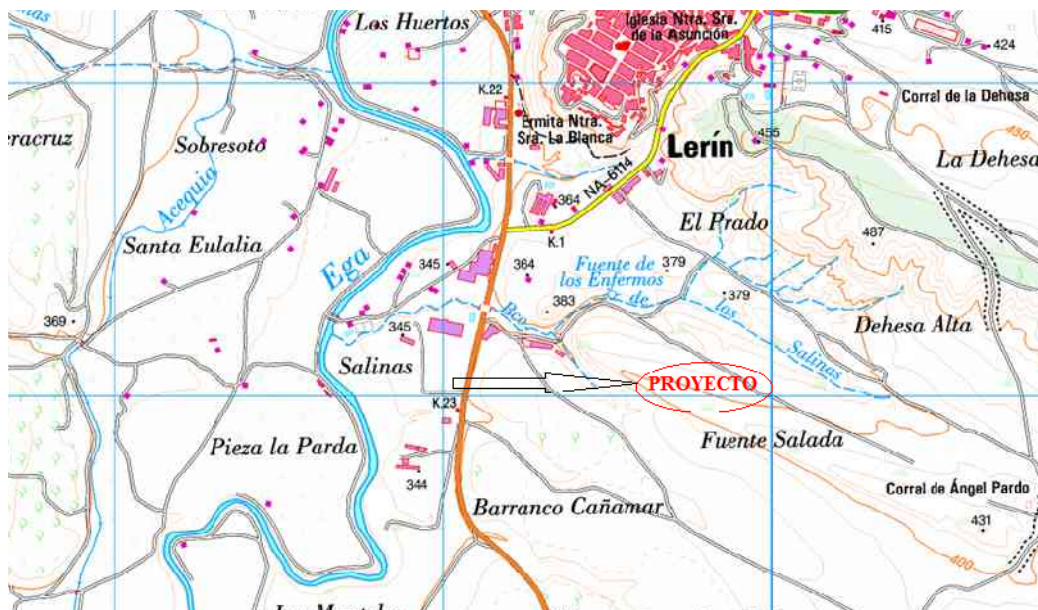 Los Huertos
Iglesia Ntra. Sra.
de la Asunción
415
424
K.22
Corral de la Dehesa
450
Ermita Ntra.
Sra. La Blanca
Lerín
455
La Dehesa
eracruz
Sobresoto
NA-6114
364
Acequia
El Prado
Santa Eulalia
K.1
487
Ega
345
364
Fuente de
los Enfermos
379
379
369
383
de
los
Dehesa Alta
345
Bco
Salinas
Salinas
PROYECTO
K.23
Pieza la Parda
Fuente Salada
344
Corral de Ángel Pardo
Barranco Cañamar
431
400